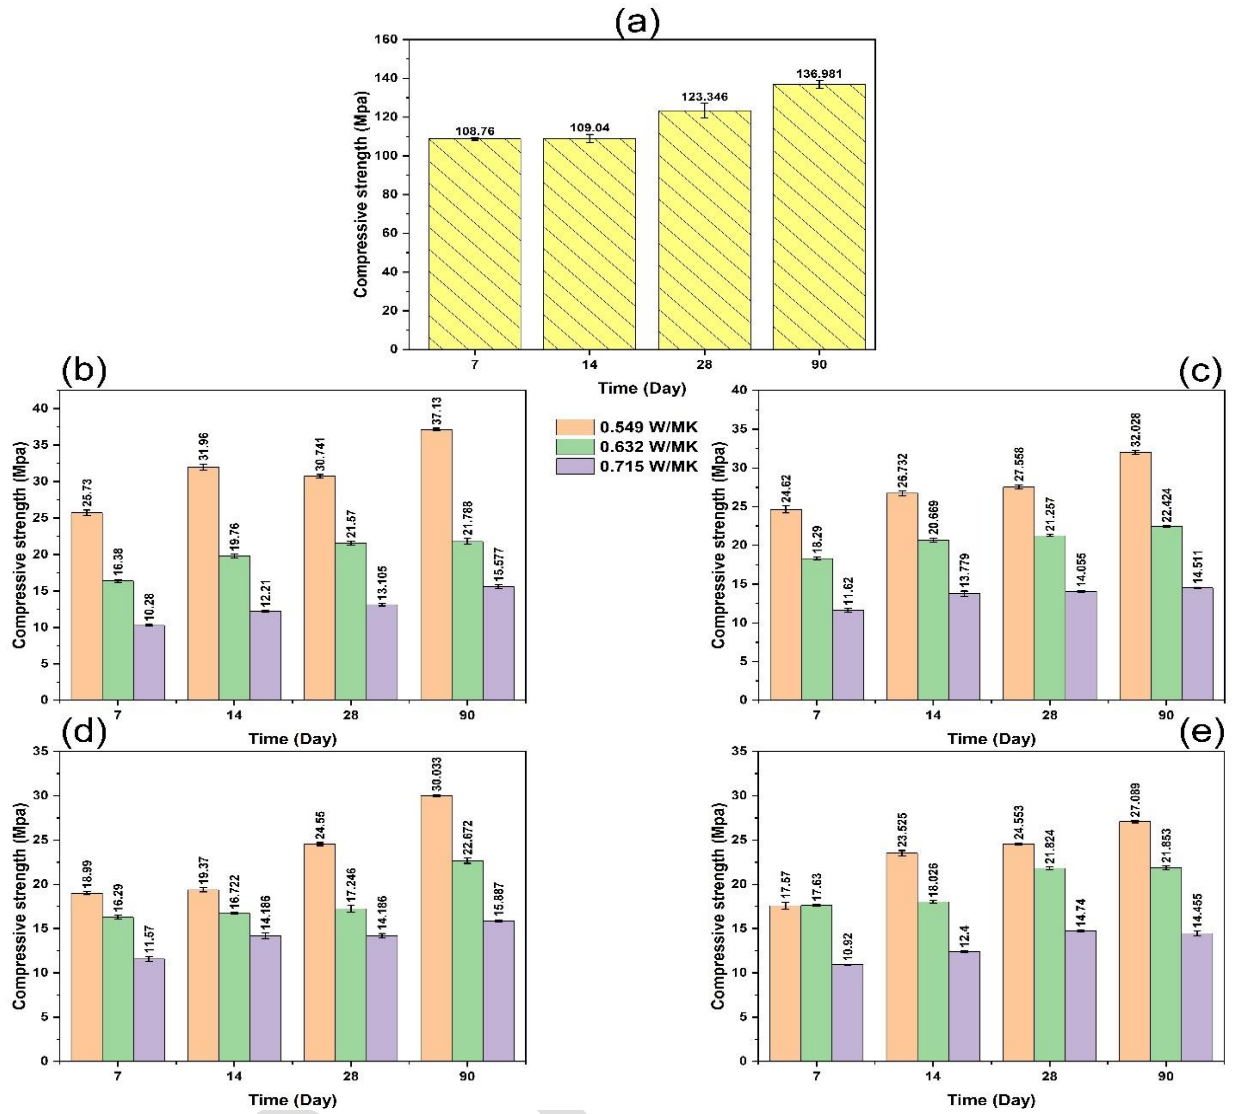 (a)
160
140
120
100
80
60
40
20
0
Compressive strength (Mpa)
108.76
109.04
123.346
136.981
7 14 28 90
Time (Day)
0.549 W/MK
0.632 W/MK
0.715 W/MK
(b)
40
35
30
25
20
15
10
5
0
Compressive strength (Mpa)
25.73 16.38 10.28
31.96 19.76 12.21
30.741 21.57 13.105
37.13 21.788 15.577
7 14 28 90
Time (Day)
(c)
40
35
30
25
20
15
10
5
0
Compressive strength (Mpa)
24.62 18.29 11.62
26.732 20.669 13.779
27.558 21.257 14.055
32.028 22.424 14.511
7 14 28 90
Time (Day)
(d)
35
30
25
20
15
10
5
0
Compressive strength (Mpa)
18.99 16.29 11.57
19.37 16.722 14.186
24.55 17.246 14.186
30.033 22.672 15.887
7 14 28 90
Time (Day)
(e)
35
30
25
20
15
10
5
0
Compressive strength (Mpa)
17.57 17.63 10.92
23.525 18.026 12.4
24.553 21.824 14.74
27.089 21.853 14.455
7 14 28 90
Time (Day)